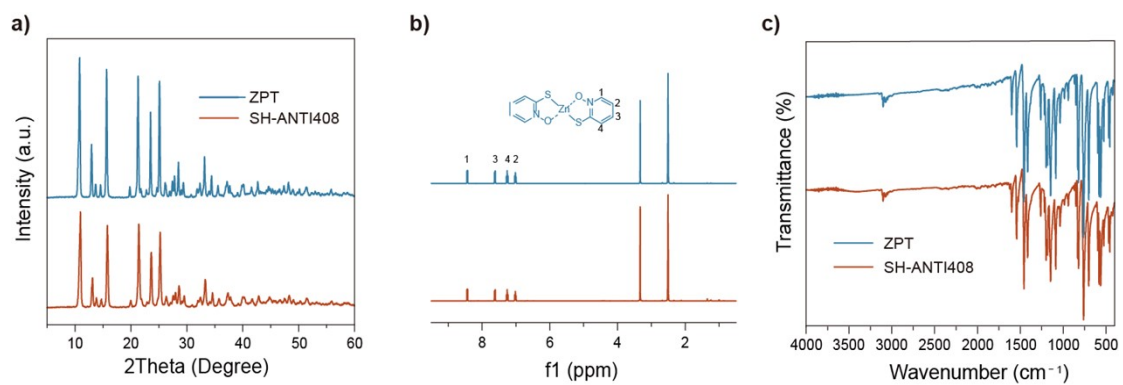 a)
Intensity (a.u.)
ZPT
SH-ANTI408
10 20 30 40 50 60
2Theta (Degree)
b)
O N 1
S Zn 2
N O S 3
4
1 3 4 2
8 6 4 2
f1 (ppm)
c)
Transmittance (%)
ZPT
SH-ANTI408
4000 3500 3000 2500 2000 1500 1000 500
Wavenumber (cm⁻¹)